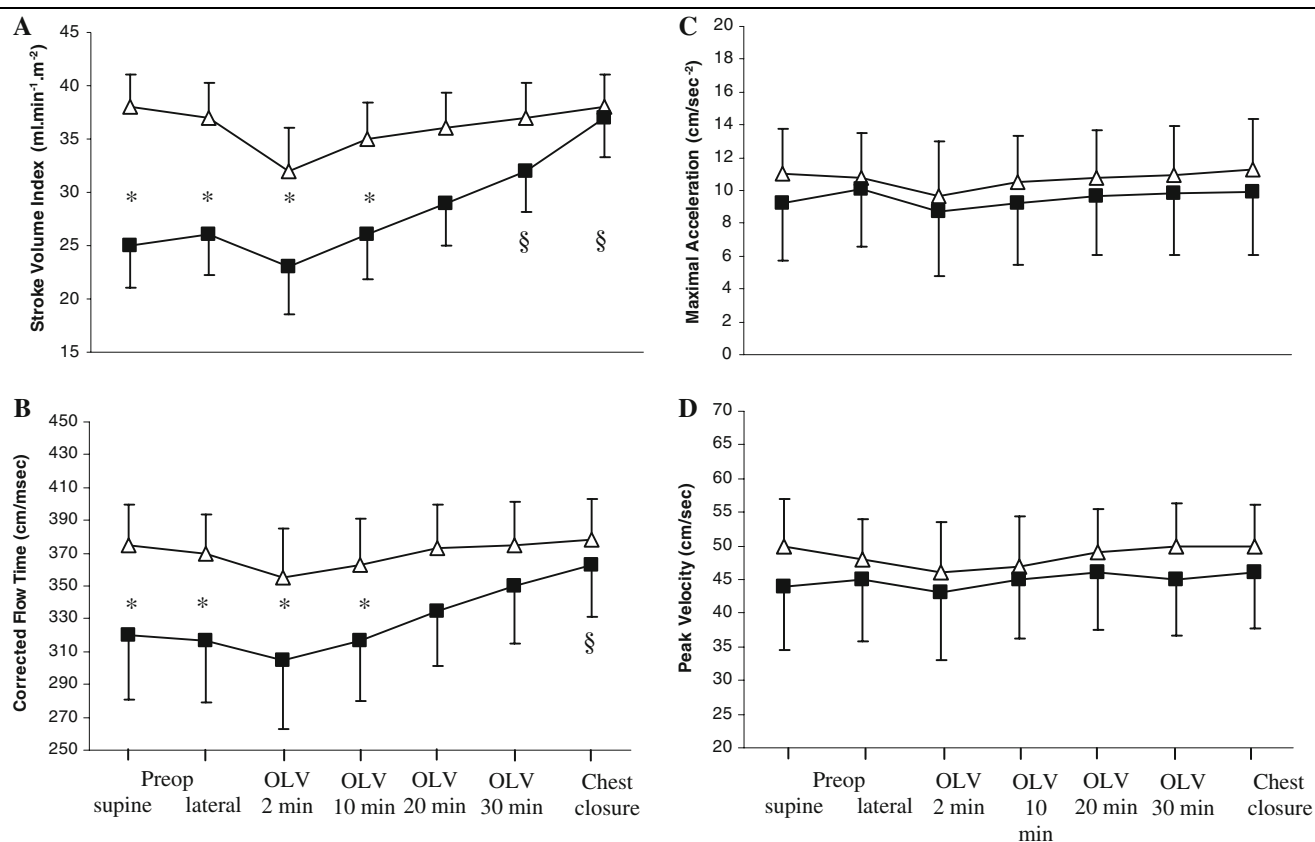 A
Stroke Volume Index (ml.min-1.m-2)
45
40
35
30
25
20
15
* * * *
§ §
C
Maximal Acceleration (cm/sec-2)
20
18
16
14
12
10
8
6
4
2
0
B
Corrected Flow Time (cm/msec)
450
430
410
390
370
350
330
310
290
270
250
* * * *
§
Preop OLV OLV OLV OLV Chest
supine lateral 2 min 10 min 20 min 30 min closure
D
Peak Velocity (cm/sec)
70
65
60
55
50
45
40
35
30
25
20
Preop OLV OLV OLV OLV Chest
supine lateral 2 min 10 20 min 30 min closure
min